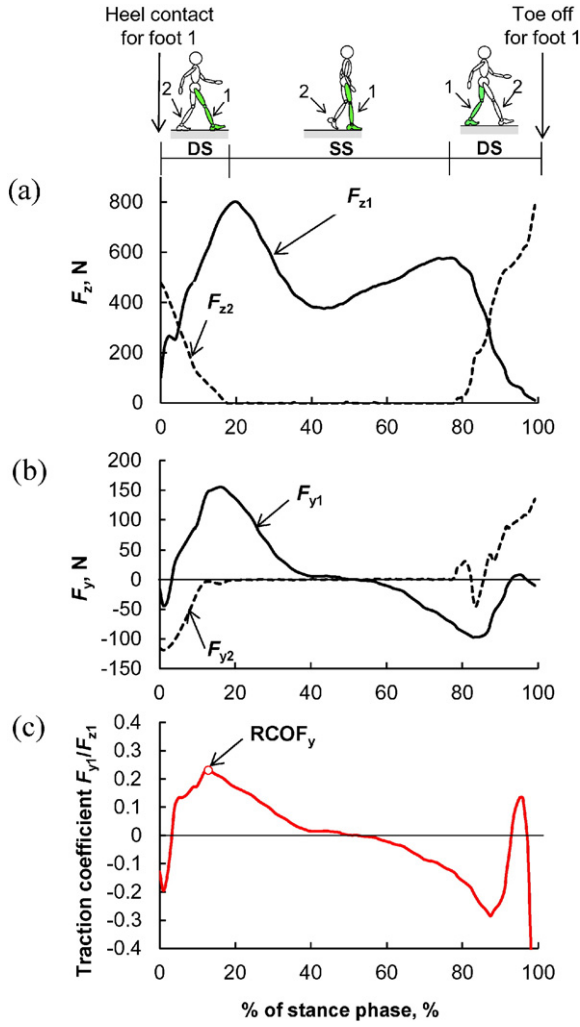 Heel contact
for foot 1
Toe off
for foot 1
2 1
2 1
1 2
DS SS DS
(a)
800
600
400
200
0
F_z, N
F_z1
F_z2
0 20 40 60 80 100
(b)
200
150
100
50
0
-50
-100
-150
F_y, N
F_y1
F_y2
0 20 40 60 80 100
(c)
0.4
0.3
0.2
0.1
0
-0.1
-0.2
-0.3
-0.4
Traction coefficient F_y1/F_z1
RCOF_y
0 20 40 60 80 100
% of stance phase, %